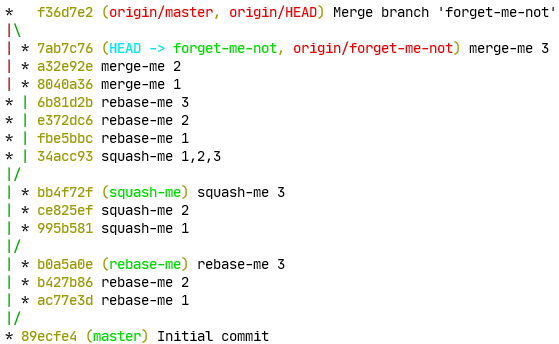 *   f36d7e2 (origin/master, origin/HEAD) Merge branch 'forget-me-not'
|\
| * 7ab7c76 (HEAD -> forget-me-not, origin/forget-me-not) merge-me 3
| * a32e92e merge-me 2
| * 8040a36 merge-me 1
* | 6b81d2b rebase-me 3
* | e372dc6 rebase-me 2
* | fbe5bbc rebase-me 1
* | 34acc93 squash-me 1,2,3
|/
| * bb4f72f (squash-me) squash-me 3
| * ce825ef squash-me 2
| * 995b581 squash-me 1
|/
| * b0a5a0e (rebase-me) rebase-me 3
| * b427b86 rebase-me 2
| * ac77e3d rebase-me 1
|/
* 89ecfe4 (master) Initial commit